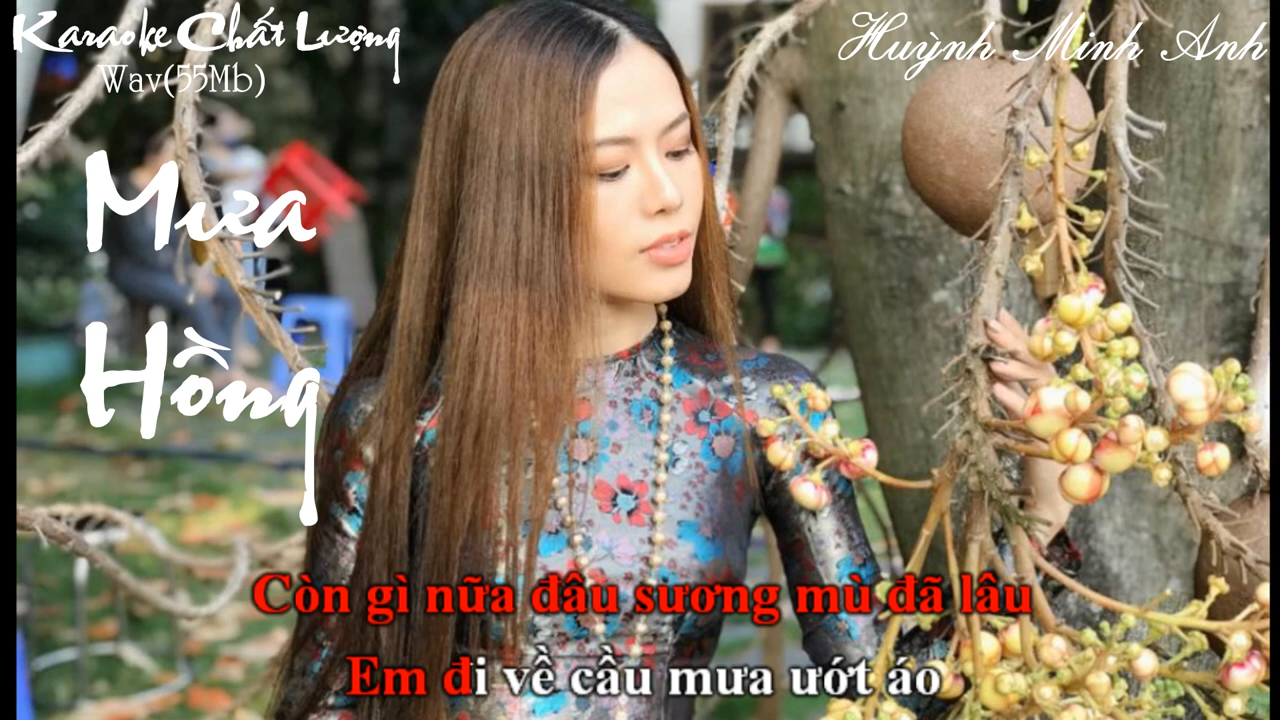 Karaoke Chất Lượng
Wav(55Mb)
Huỳnh Minh Anh
Mưa
Hồng
Còn gì nữa đâu sương mù đã lâu
Em đi về cầu mưa ướt áo